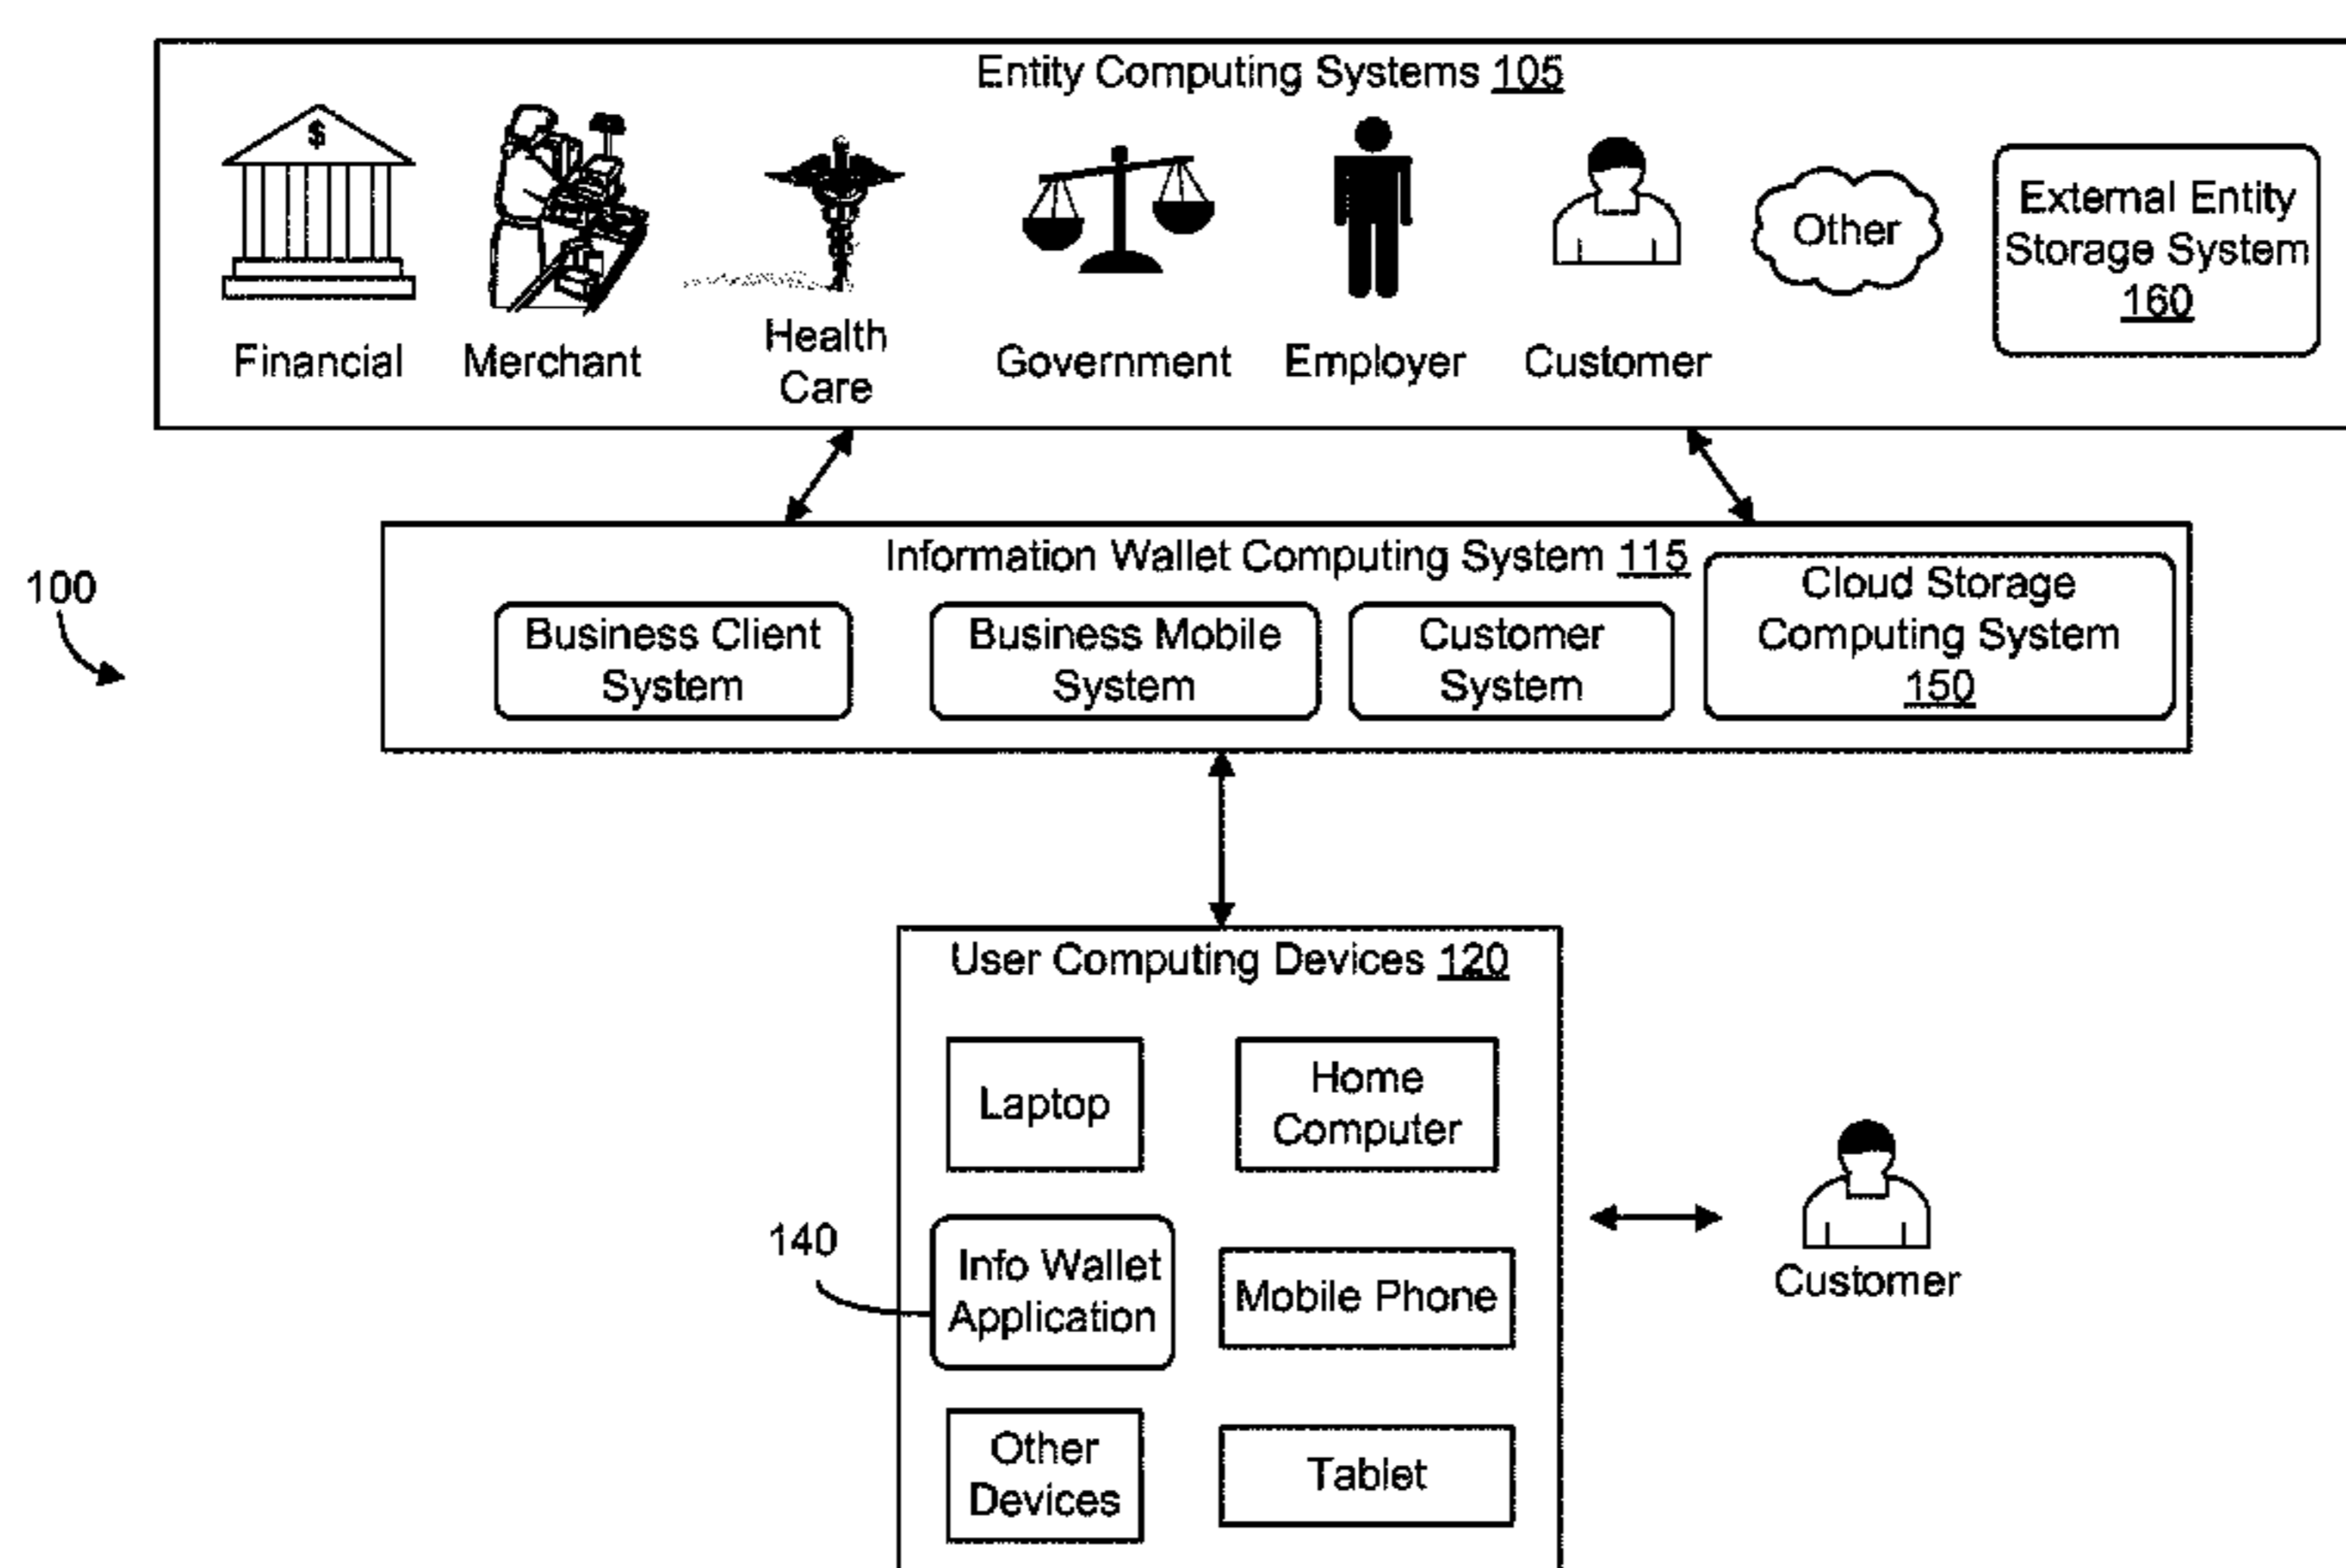 Entity Computing Systems 105
$
Financial
Merchant
Health
Care
Government
Employer
Customer
Other
External Entity
Storage System
160
100
Information Wallet Computing System 115
Business Client
System
Business Mobile
System
Customer
System
Cloud Storage
Computing System
150
User Computing Devices 120
Laptop
Home
Computer
140
Info Wallet
Application
Mobile Phone
Other
Devices
Tablet
Customer